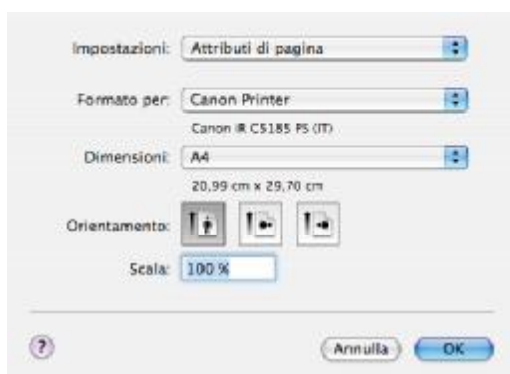 Impostazioni: Attributi di pagina
Formato per: Canon Printer
Canon iR C5185 PS (IT)
Dimensioni: A4
20,99 cm x 29,70 cm
Orientamento:
Scala: 100 %
? Annulla OK